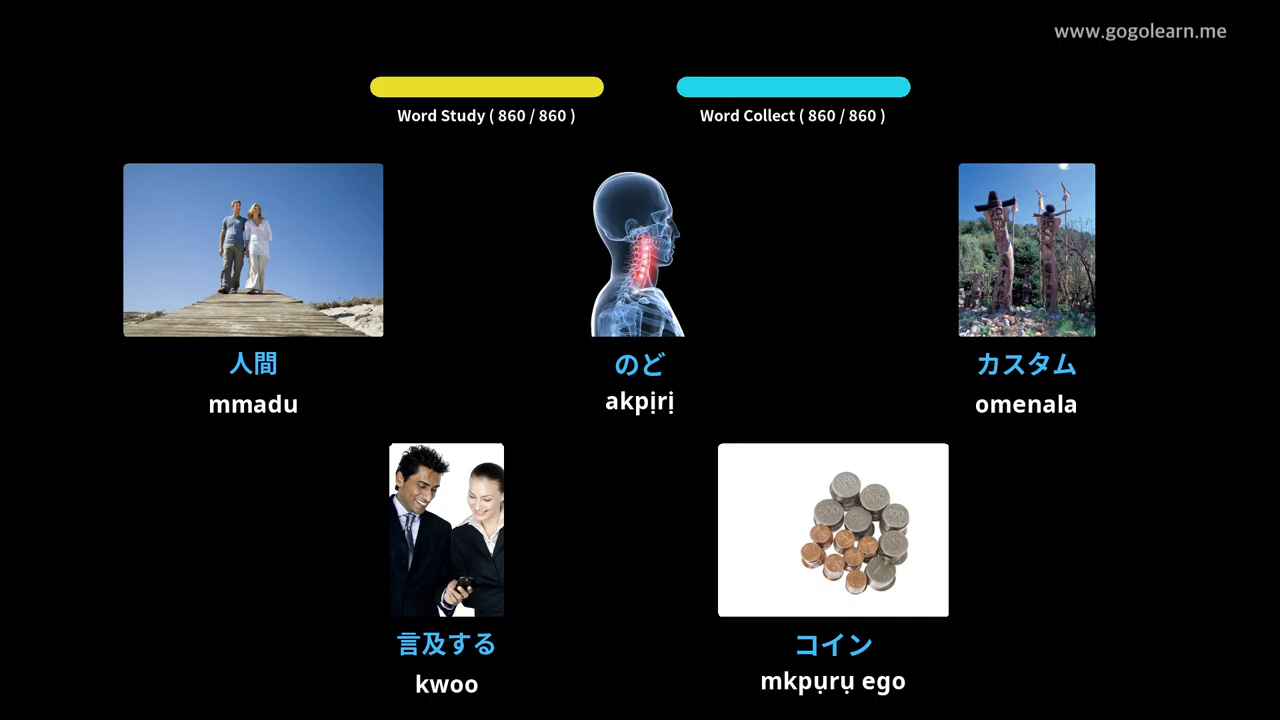 www.gogolearn.me
Word Study ( 860 / 860 )
Word Collect ( 860 / 860 )
人間
mmadu
のど
akpịrị
カスタム
omenala
言及する
kwoo
コイン
mkpụrụ ego